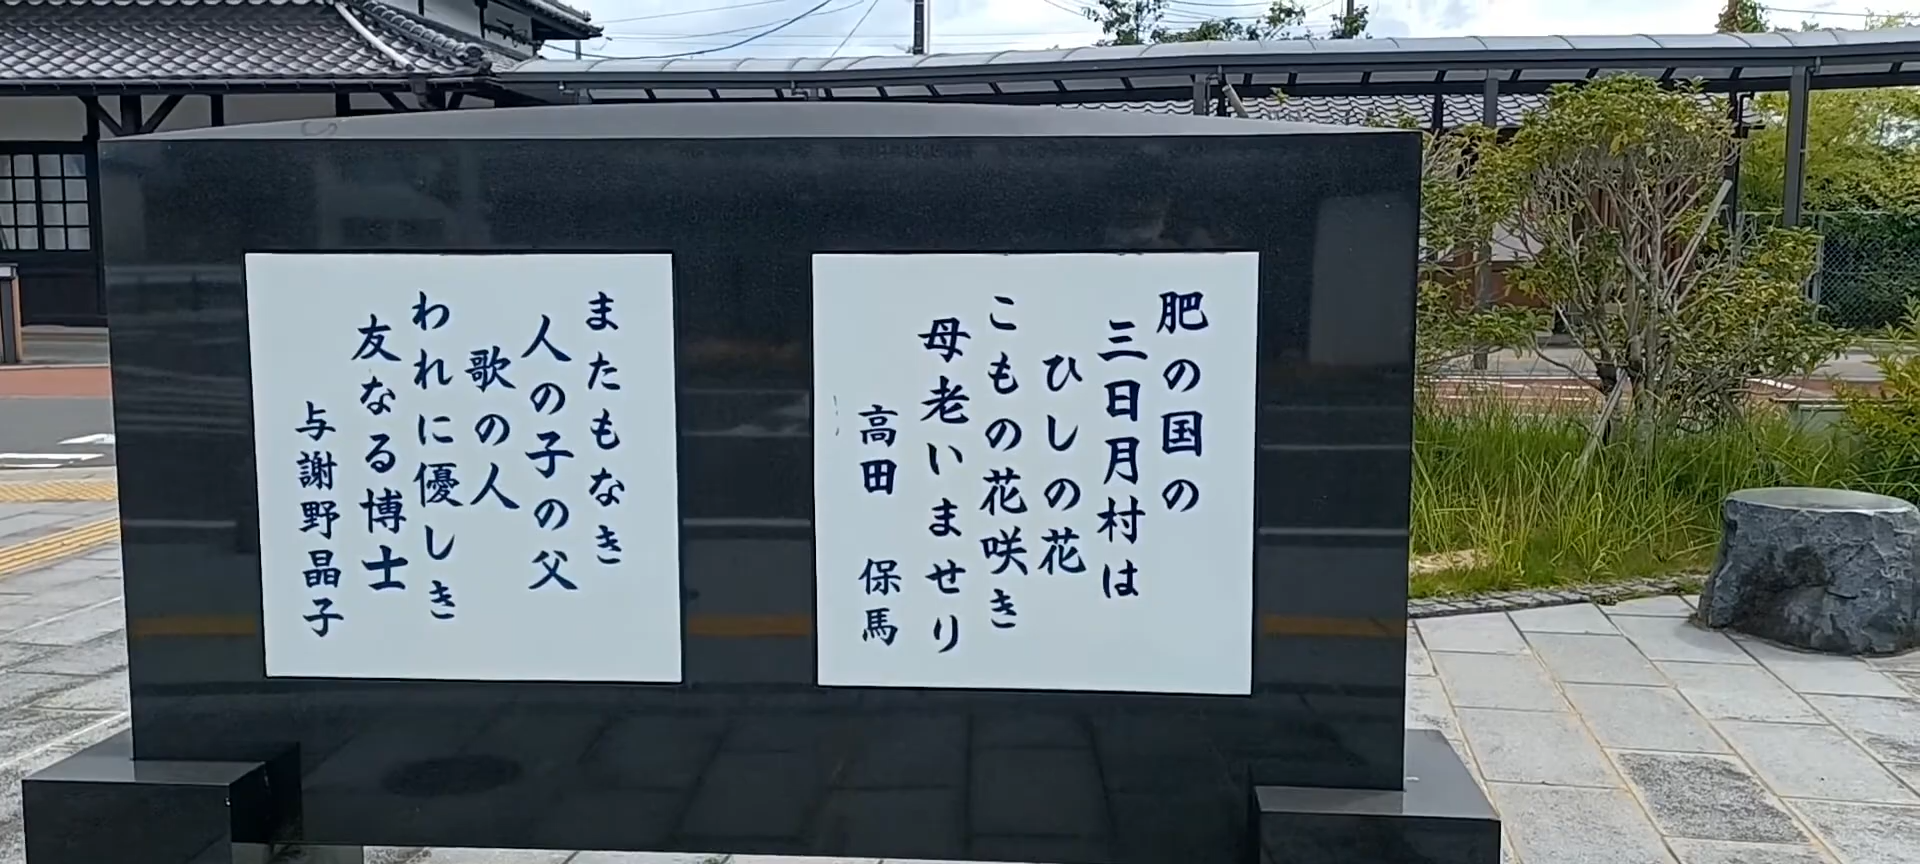 肥の国の
三日月村は
ひしの花
こもの花咲き
母老いませり
高田 保馬
またもなき
人の子の父
歌の人
われに優しき
友なる博士
与謝野晶子